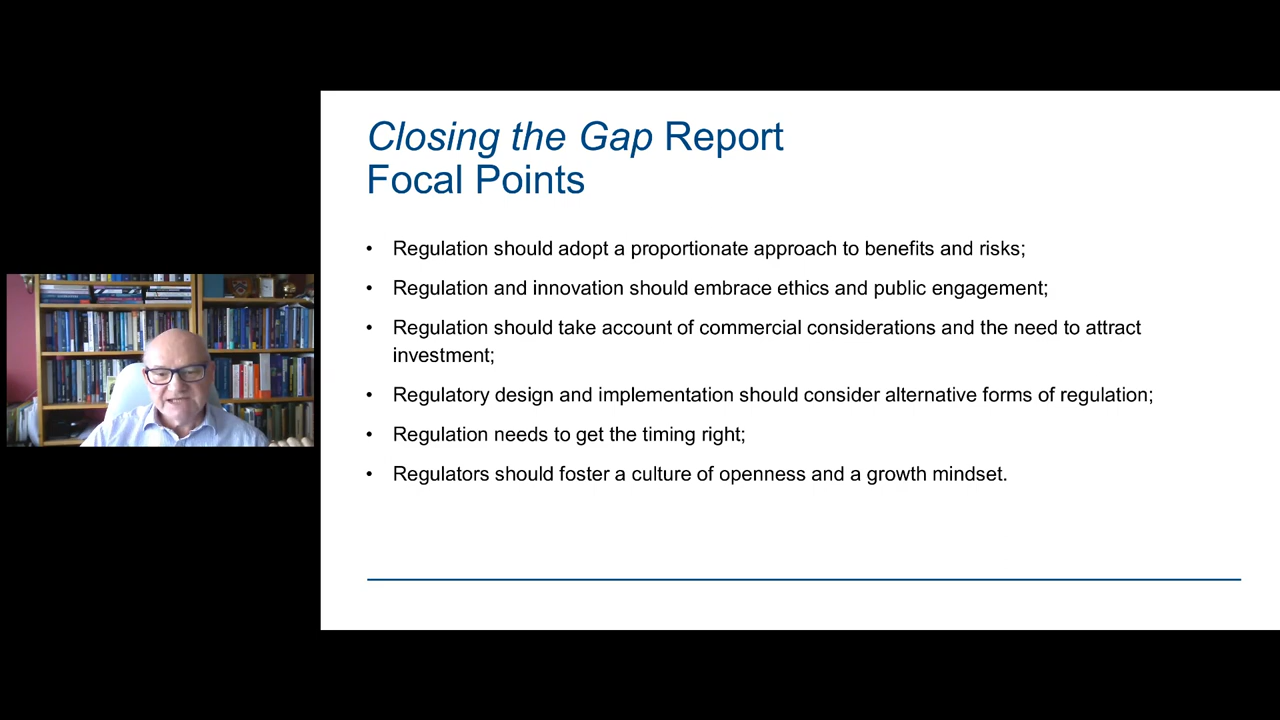 Closing the Gap Report
Focal Points
• Regulation should adopt a proportionate approach to benefits and risks;
• Regulation and innovation should embrace ethics and public engagement;
• Regulation should take account of commercial considerations and the need to attract
investment;
• Regulatory design and implementation should consider alternative forms of regulation;
• Regulation needs to get the timing right;
• Regulators should foster a culture of openness and a growth mindset.